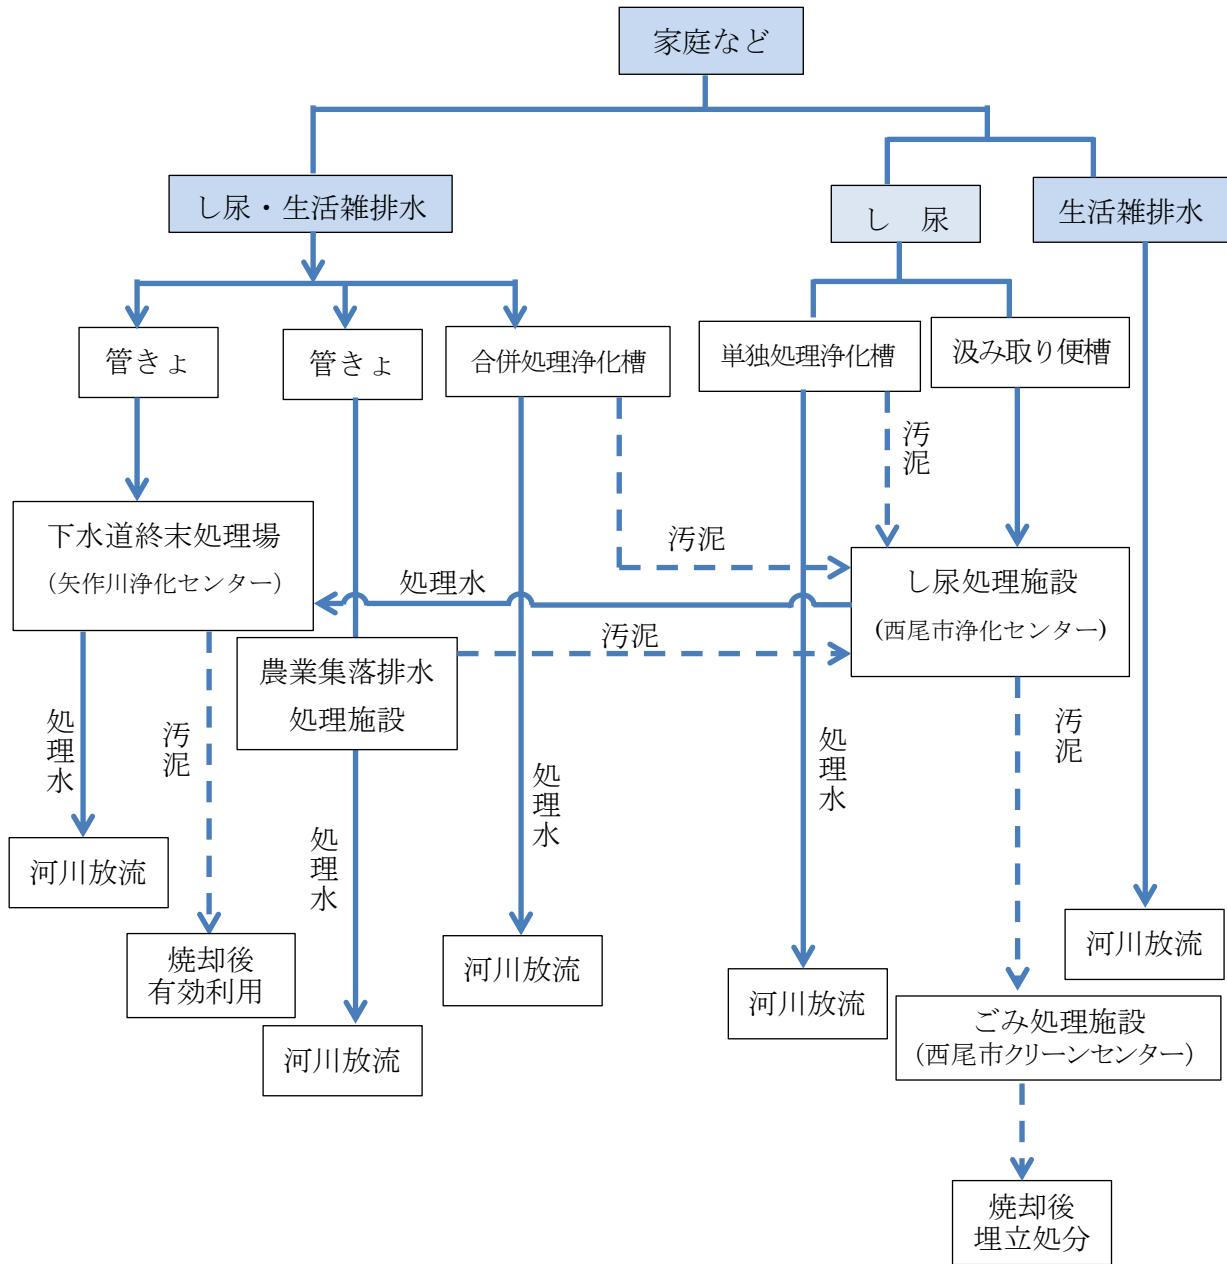 家庭など
し尿・生活雑排水
し　尿
生活雑排水
管きょ
管きょ
合併処理浄化槽
単独処理浄化槽
汲み取り便槽
汚泥
下水道終末処理場
（矢作川浄化センター）
処理水
汚泥
し尿処理施設
(西尾市浄化センター)
農業集落排水
処理施設
汚泥
処理水
汚泥
処理水
処理水
処理水
汚泥
河川放流
焼却後
有効利用
河川放流
河川放流
河川放流
河川放流
ごみ処理施設
（西尾市クリーンセンター）
焼却後
埋立処分